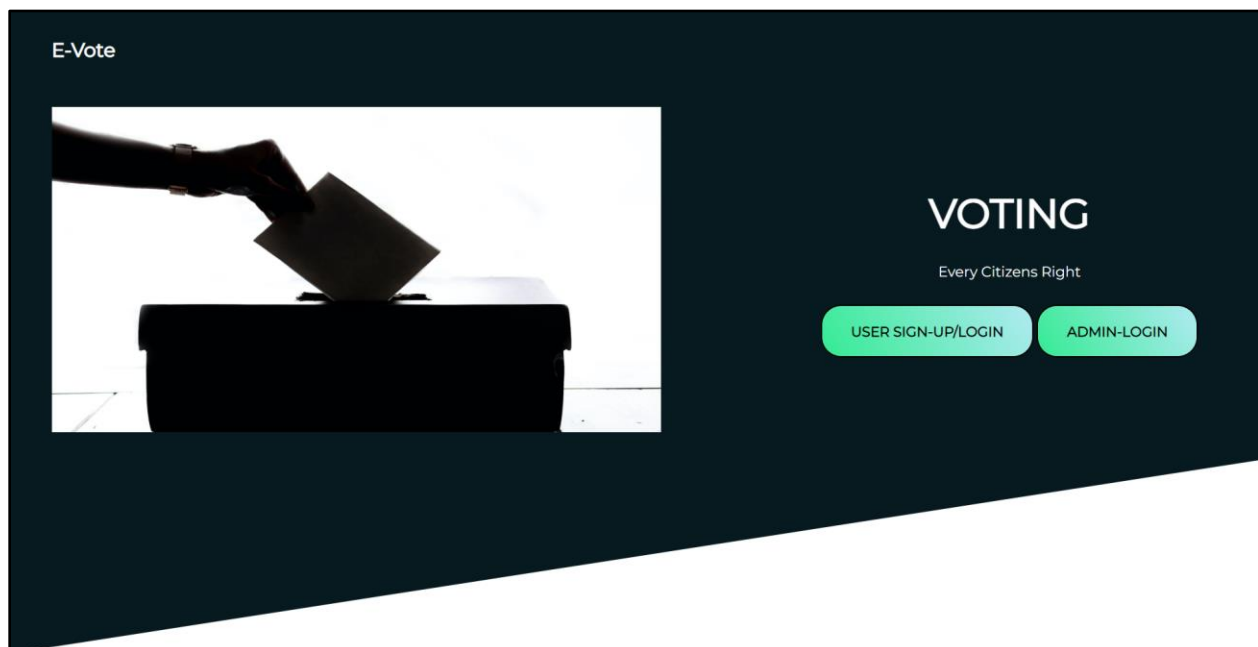 E-Vote
VOTING
Every Citizens Right
USER SIGN-UP/LOGIN
ADMIN-LOGIN